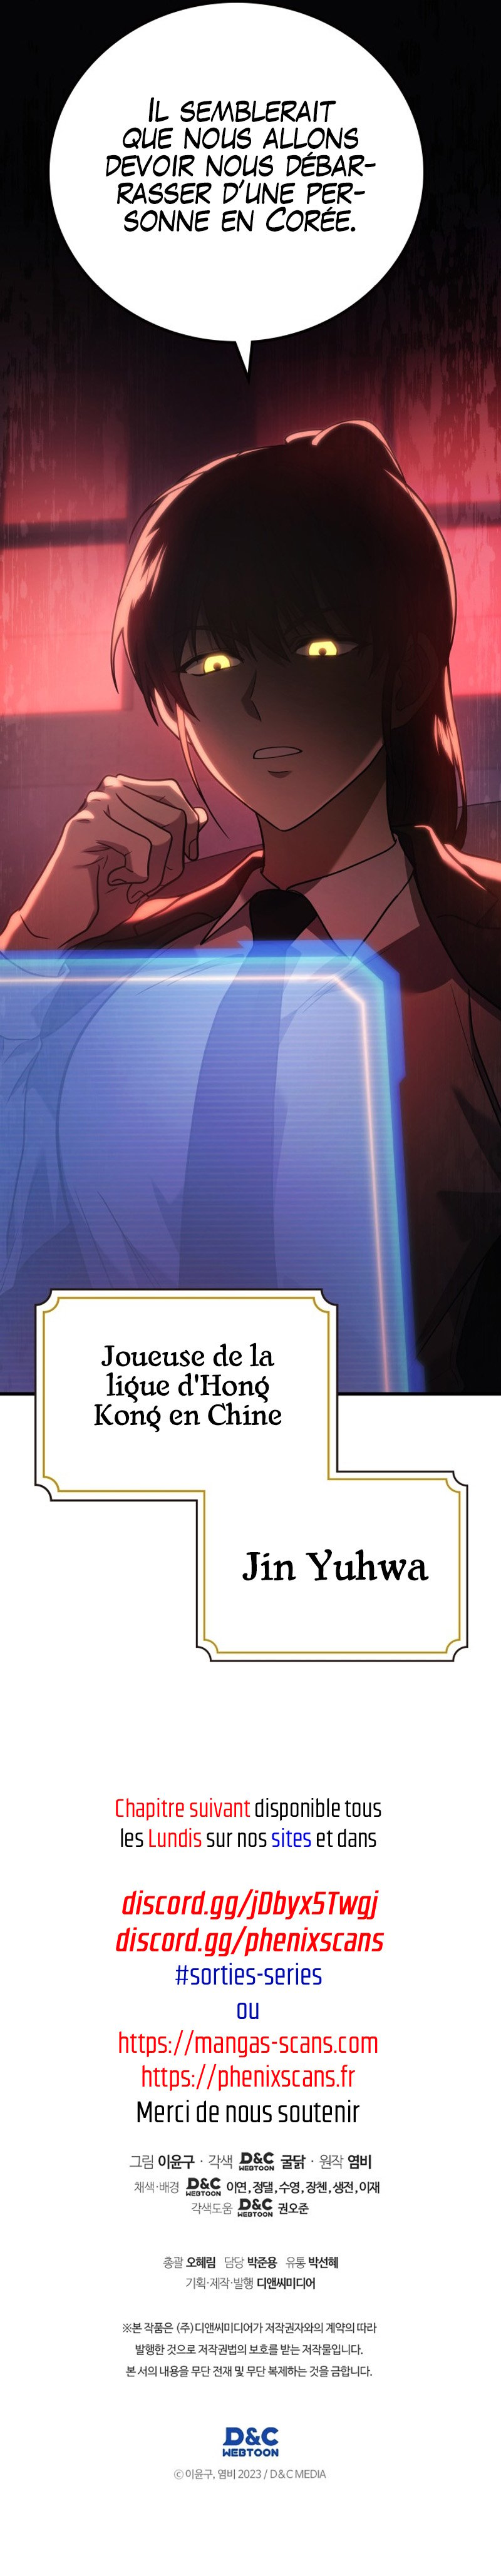 IL SEMBLERAIT
QUE NOUS ALLONS
DEVOIR NOUS DÉBAR-
RASSER D'UNE PER-
SONNE EN CORÉE.
Joueuse de la
ligue d'Hong
Kong en Chine
Jin Yuhwa
Chapitre suivant disponible tous
les Lundis sur nos sites et dans
discord.gg/jDbyx5Twgj
discord.gg/phenixscans
#sorties-series
ou
https://mangas-scans.com
https://phenixscans.fr
Merci de nous soutenir
그림 이윤구 · 각색 D&C WEBTOON 굴닭 · 원작 염비
채색·배경 D&C WEBTOON 이연, 정댈, 수영, 장첸, 생전, 이재
각색도움 D&C WEBTOON 권오준
총괄 오혜림 담당 박준용 유통 박선혜
기획·제작·발행 디앤씨미디어
※본 작품은 (주)디앤씨미디어가 저작권자와의 계약의 따라
발행한 것으로 저작권법의 보호를 받는 저작물입니다.
본 서의 내용을 무단 전재 및 무단 복제하는 것을 금합니다.
D&C
WEBTOON
ⓒ 이윤구, 염비 2023 / D&C MEDIA